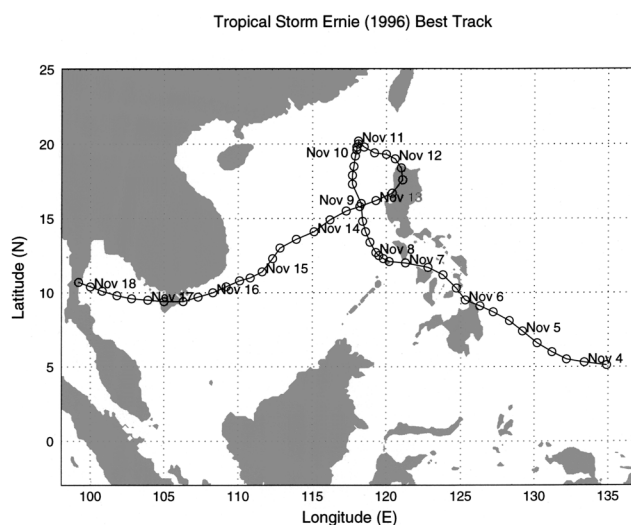 Tropical Storm Ernie (1996) Best Track
25
20
15
10
5
0
Latitude (N)
Nov 11
Nov 10
Nov 12
Nov 9
Nov 13
Nov 14
Nov 8
Nov 7
Nov 15
Nov 18
Nov 17
Nov 16
Nov 6
Nov 5
Nov 4
100 105 110 115 120 125 130 135
Longitude (E)